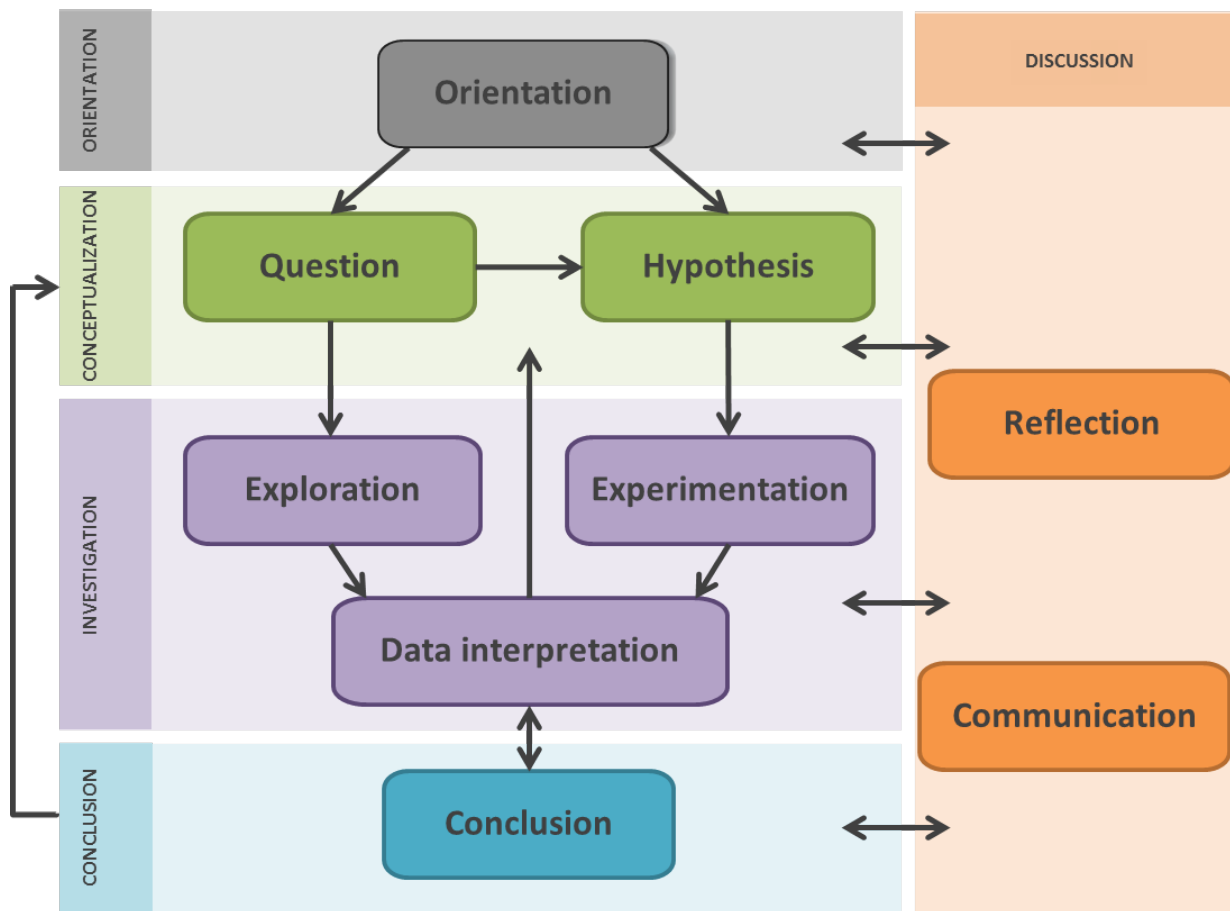 ORIENTATION
Orientation
DISCUSSION
CONCEPTUALIZATION
Question
Hypothesis
Reflection
INVESTIGATION
Exploration
Experimentation
Data interpretation
Communication
CONCLUSION
Conclusion